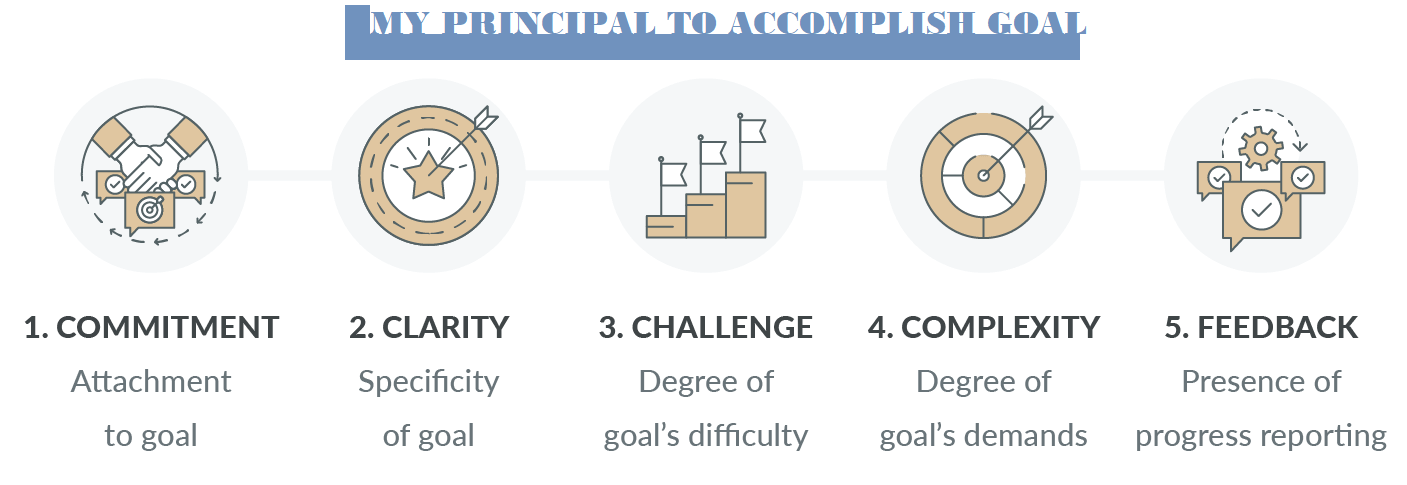 MY PRINCIPAL TO ACCOMPLISH GOAL
1. COMMITMENT
Attachment
to goal
2. CLARITY
Specificity
of goal
3. CHALLENGE
Degree of
goal’s difficulty
4. COMPLEXITY
Degree of
goal’s demands
5. FEEDBACK
Presence of
progress reporting